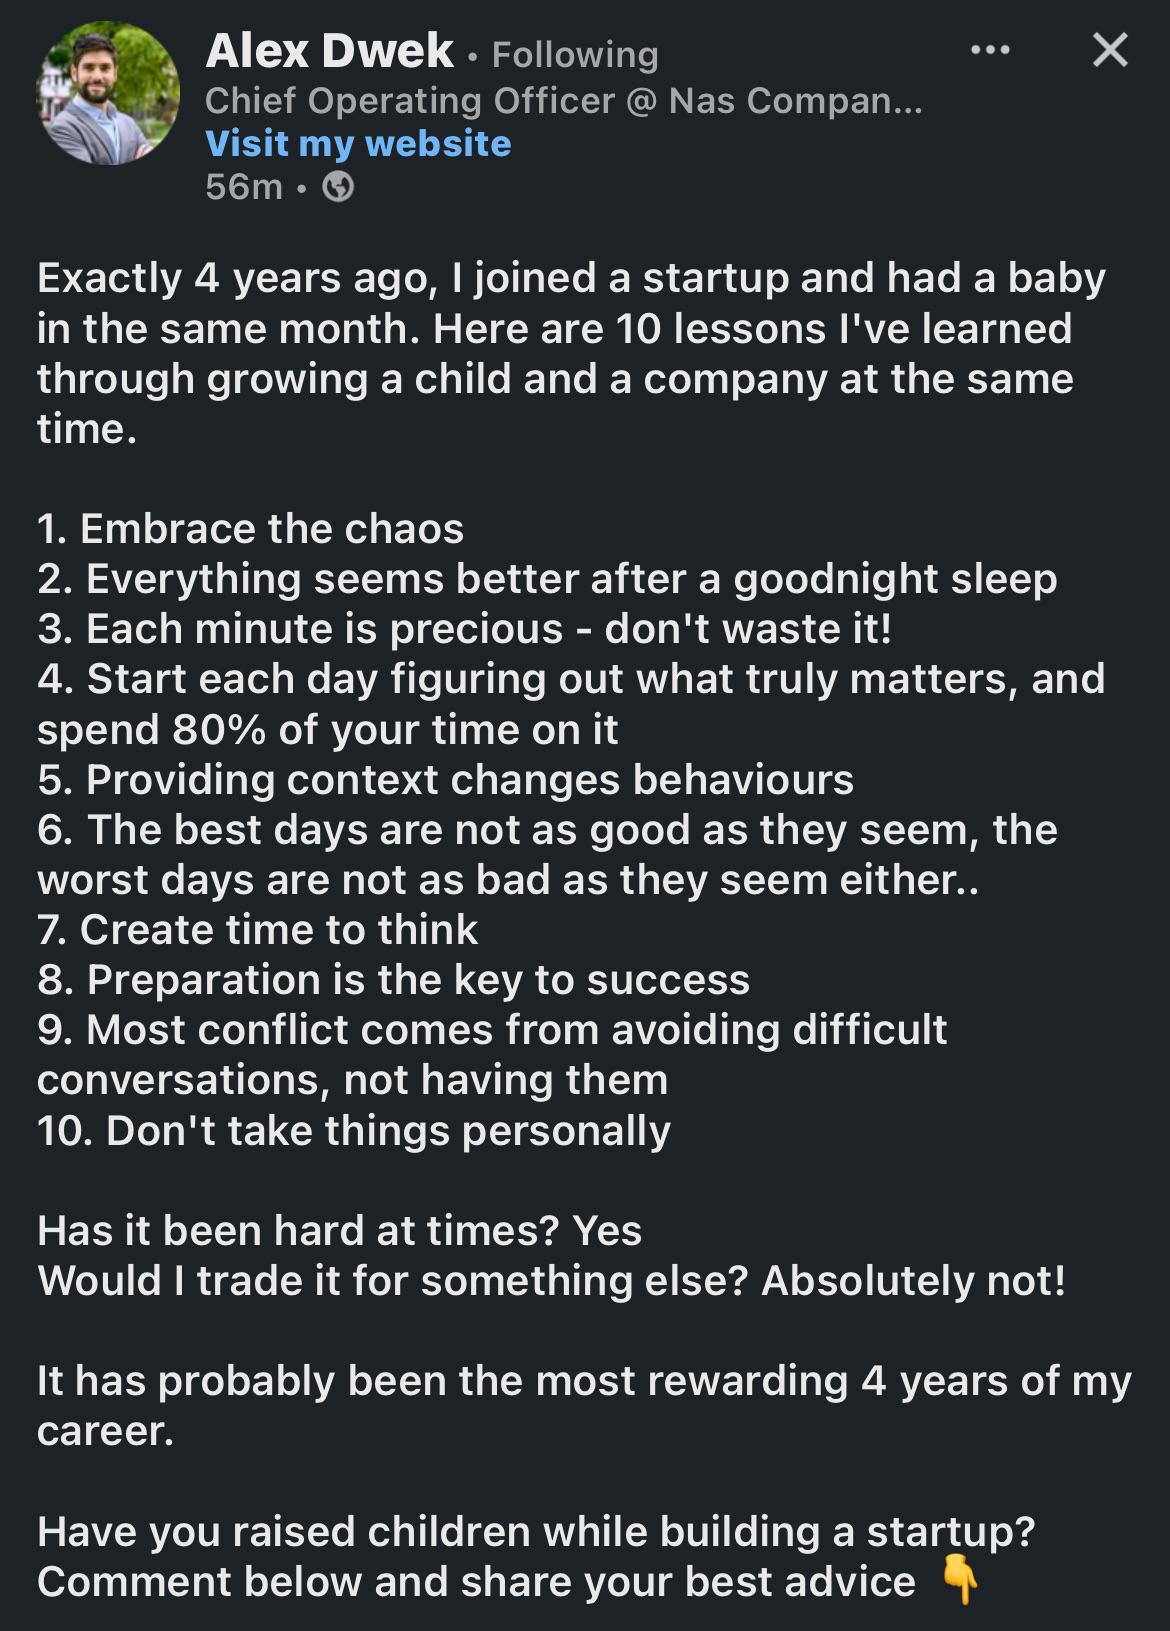 Alex Dwek • Following
Chief Operating Officer @ Nas Compan...
Visit my website
56m •
Exactly 4 years ago, I joined a startup and had a baby
in the same month. Here are 10 lessons I've learned
through growing a child and a company at the same
time.
1. Embrace the chaos
2. Everything seems better after a goodnight sleep
3. Each minute is precious - don't waste it!
4. Start each day figuring out what truly matters, and
spend 80% of your time on it
5. Providing context changes behaviours
6. The best days are not as good as they seem, the
worst days are not as bad as they seem either..
7. Create time to think
8. Preparation is the key to success
9. Most conflict comes from avoiding difficult
conversations, not having them
10. Don't take things personally
Has it been hard at times? Yes
Would I trade it for something else? Absolutely not!
It has probably been the most rewarding 4 years of my
career.
Have you raised children while building a startup?
Comment below and share your best advice 👇